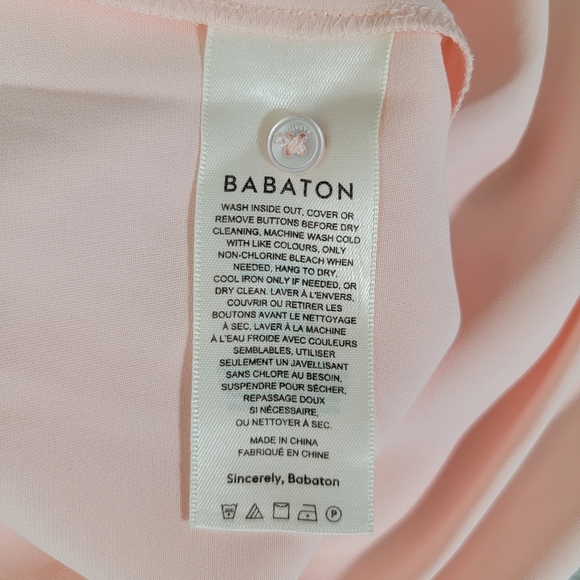 BABATON
WASH INSIDE OUT, COVER OR
REMOVE BUTTONS BEFORE DRY
CLEANING, MACHINE WASH COLD
WITH LIKE COLOURS, ONLY
NON-CHLORINE BLEACH WHEN
NEEDED, HANG TO DRY,
COOL IRON ONLY IF NEEDED, OR
DRY CLEAN. LAVER À L'ENVERS,
COUVRIR OU RETIRER LES
BOUTONS AVANT LE NETTOYAGE
À SEC, LAVER À LA MACHINE
À L'EAU FROIDE AVEC COULEURS
SEMBLABLES, UTILISER
SEULEMENT UN JAVELLISANT
SANS CHLORE AU BESOIN,
SUSPENDRE POUR SÉCHER,
REPASSAGE DOUX
SI NÉCESSAIRE,
OU NETTOYER À SEC.
MADE IN CHINA
FABRIQUÉ EN CHINE
Sincerely, Babaton
P